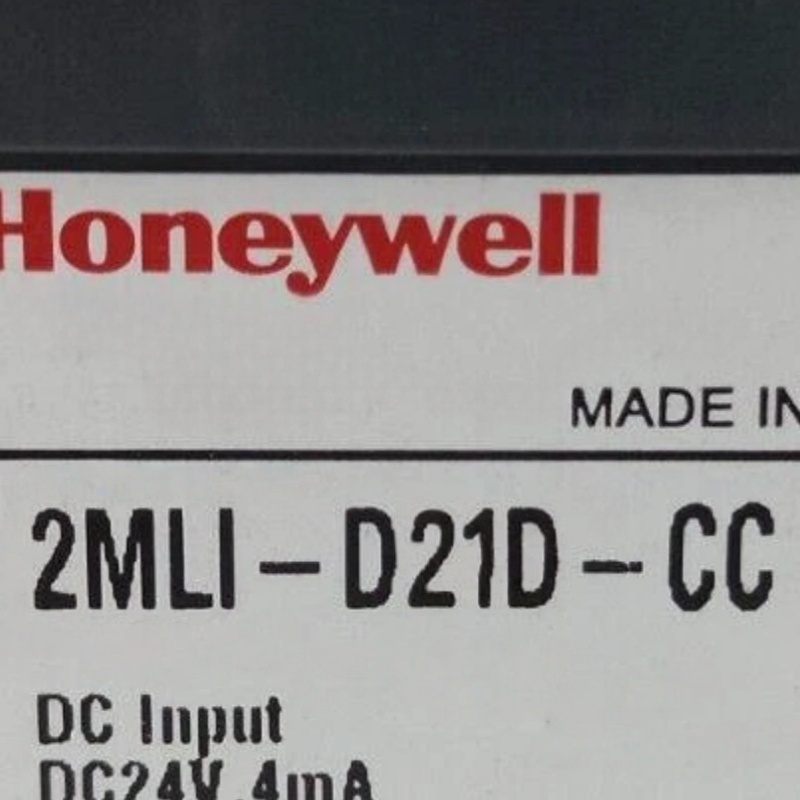 Honeywell
MADE IN
2MLI-D21D-CC
DC Input
DC24V,4mA